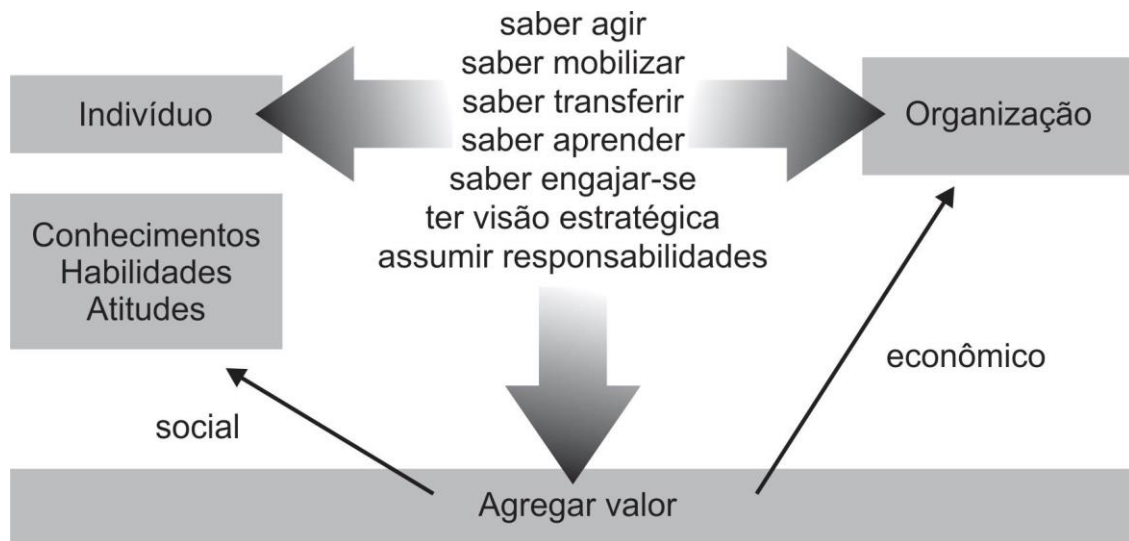 saber agir
saber mobilizar
saber transferir
saber aprender
saber engajar-se
ter visão estratégica
assumir responsabilidades
Indivíduo
Organização
Conhecimentos
Habilidades
Atitudes
econômico
social
Agregar valor